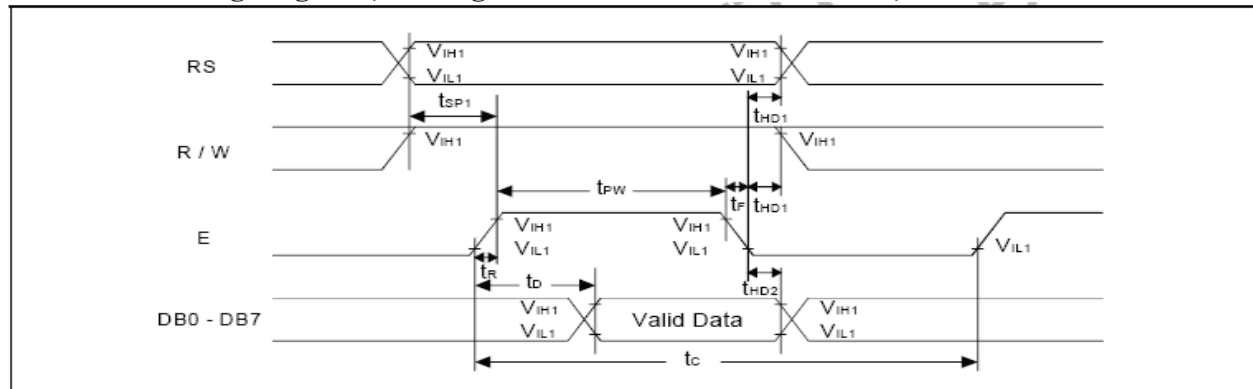 RS VIH1 VIH1
VIL1 VIL1
tSP1 tHD1
R / W VIH1 VIH1
tPW tF tHD1
E VIH1 VIH1
VIL1 VIL1 VIL1
tR tD tHD2
DB0 - DB7 VIH1 Valid Data VIH1
VIL1 VIL1
tC